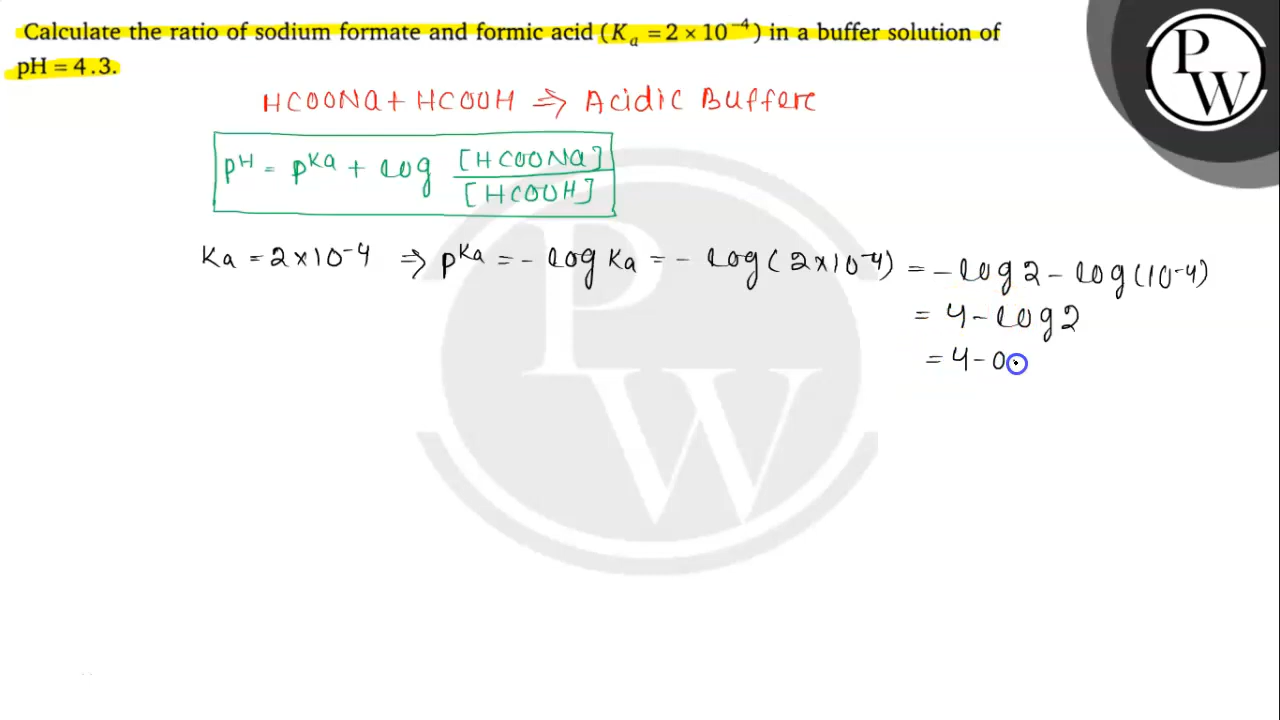 Calculate the ratio of sodium formate and formic acid (Kₐ = 2 × 10⁻⁴) in a buffer solution of
pH = 4.3.
P
W
HCOONa + HCOOH ⇒ Acidic Buffere
pH = pKa + log [HCOONa] / [HCOOH]
Ka = 2×10⁻⁴ ⇒ pKa = - log Ka = - log(2×10⁻⁴) = - log 2 - log(10⁻⁴)
= 4 - log 2
= 4 - 0.
P
W